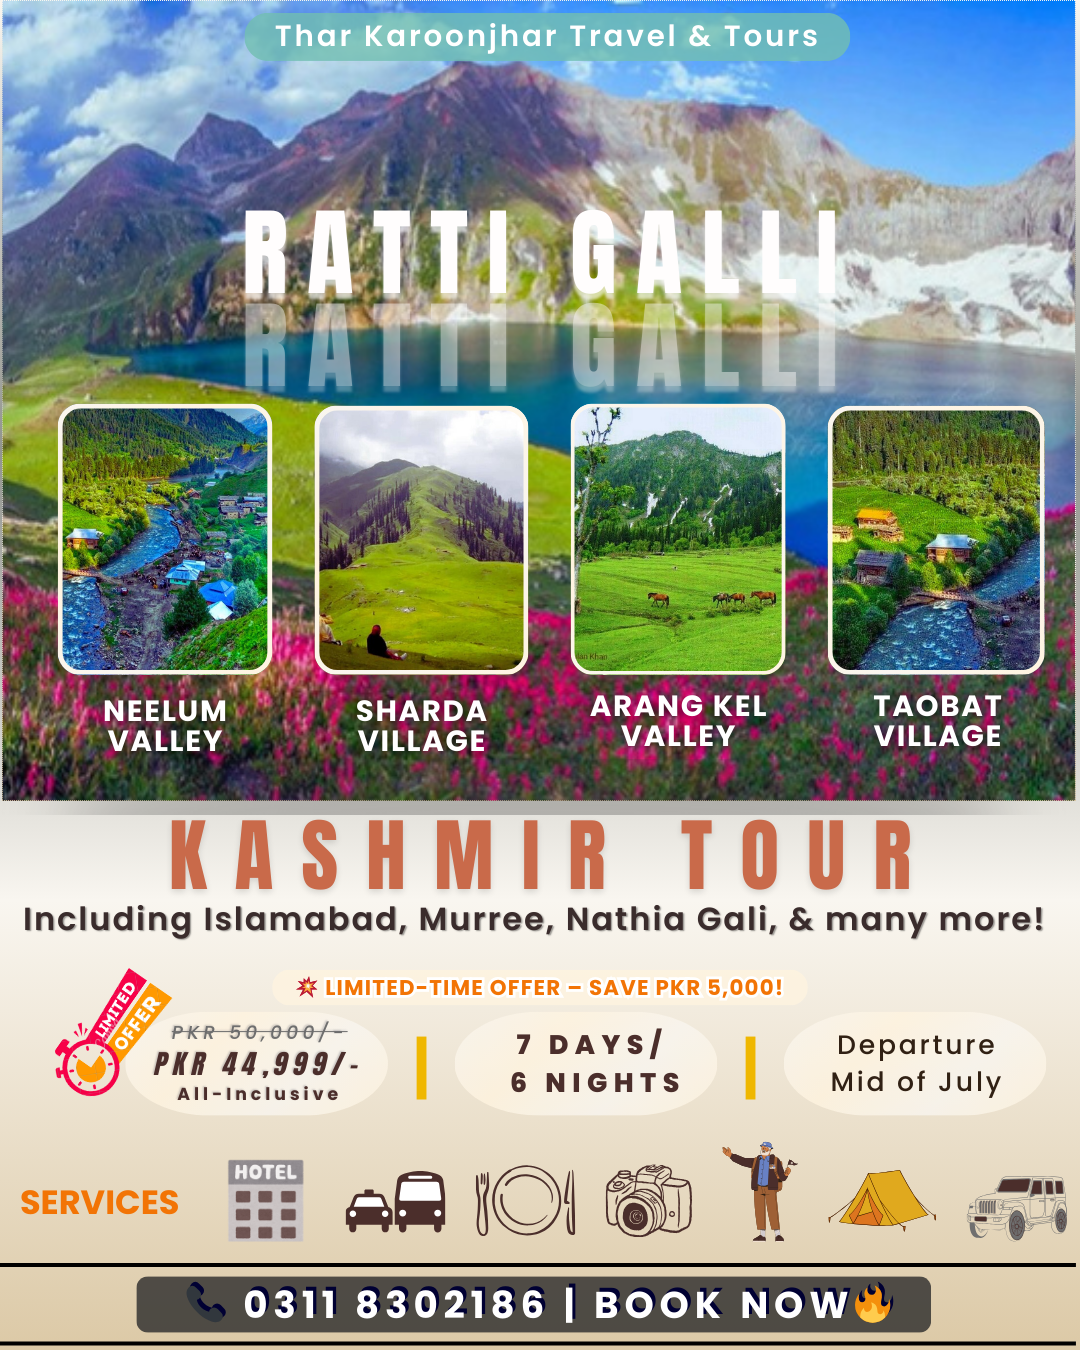 Thar Karoonjhar Travel & Tours
RATTI GALLI
RATTI GALLI
Jan Khan
NEELUM
VALLEY
SHARDA
VILLAGE
ARANG KEL
VALLEY
TAOBAT
VILLAGE
KASHMIR TOUR
Including Islamabad, Murree, Nathia Gali, & many more!
LIMITED
OFFER
💥 LIMITED-TIME OFFER – SAVE PKR 5,000!
PKR 50,000/-
PKR 44,999/-
All-Inclusive
7 DAYS/
6 NIGHTS
Departure
Mid of July
SERVICES
HOTEL
📞 0311 8302186 | BOOK NOW🔥